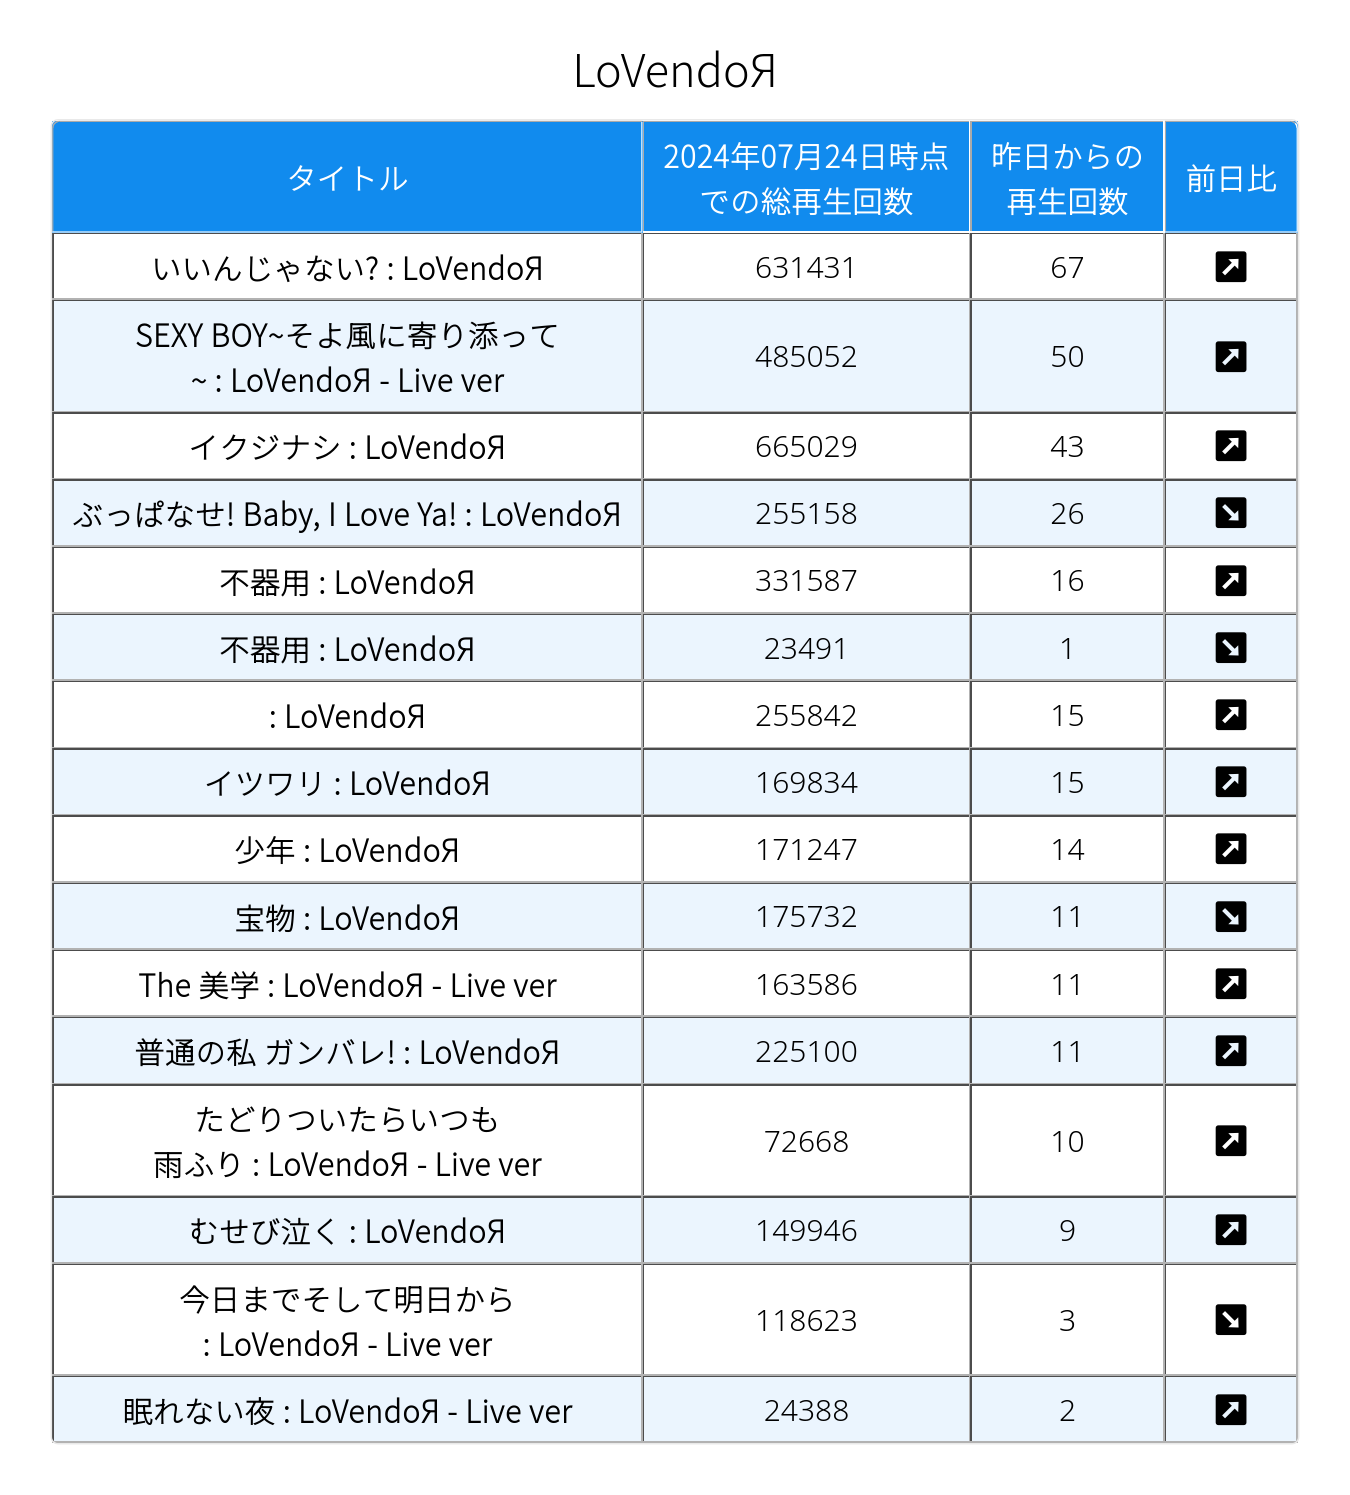 LoVendoЯ
タイトル
2024年07月24日時点
での総再生回数
昨日からの
再生回数
前日比
いいんじゃない? : LoVendoЯ 631431 67
SEXY BOY~そよ風に寄り添って
~ : LoVendoЯ - Live ver 485052 50
イクジナシ : LoVendoЯ 665029 43
ぶっぱなせ! Baby, I Love Ya! : LoVendoЯ 255158 26
不器用 : LoVendoЯ 331587 16
不器用 : LoVendoЯ 23491 1
: LoVendoЯ 255842 15
イツワリ : LoVendoЯ 169834 15
少年 : LoVendoЯ 171247 14
宝物 : LoVendoЯ 175732 11
The 美学 : LoVendoЯ - Live ver 163586 11
普通の私 ガンバレ! : LoVendoЯ 225100 11
たどりついたらいつも
雨ふり : LoVendoЯ - Live ver 72668 10
むせび泣く : LoVendoЯ 149946 9
今日までそして明日から
: LoVendoЯ - Live ver 118623 3
眠れない夜 : LoVendoЯ - Live ver 24388 2